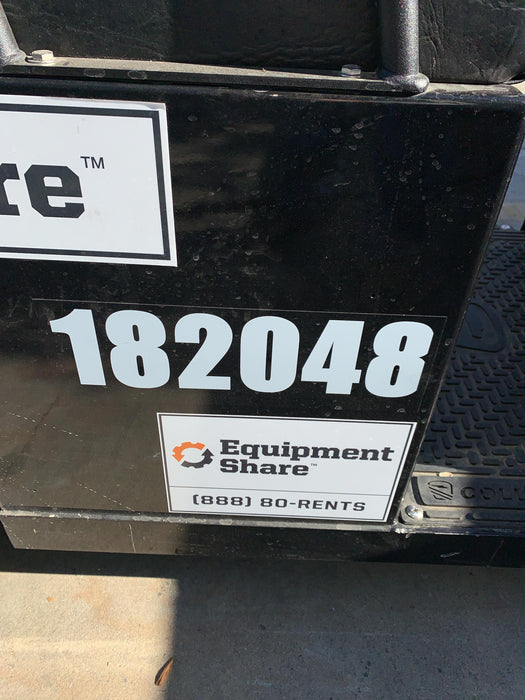 re™
182048
Equipment
Share™
(888) 80-RENTS